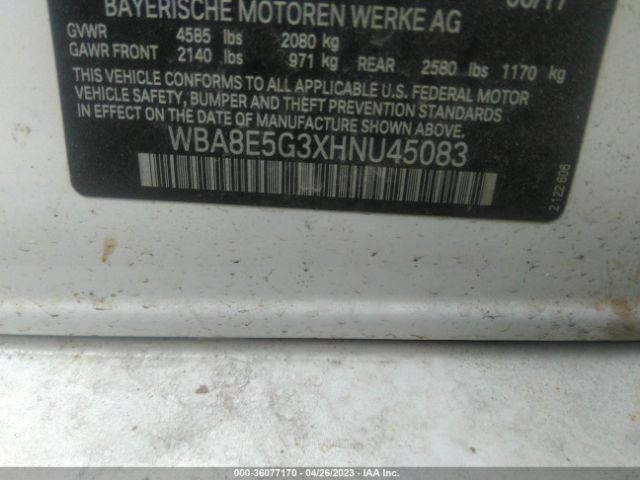 BAYERISCHE MOTOREN WERKE AG
GVWR 4585 lbs 2080 kg
GAWR FRONT 2140 lbs 971 kg REAR 2580 lbs 1170 kg
THIS VEHICLE CONFORMS TO ALL APPLICABLE U.S. FEDERAL MOTOR
VEHICLE SAFETY, BUMPER AND THEFT PREVENTION STANDARDS
IN EFFECT ON THE DATE OF MANUFACTURE SHOWN ABOVE.
WBA8E5G3XHNU45083
2122 606
000-36077170 | 04/26/2023 | IAA Inc.